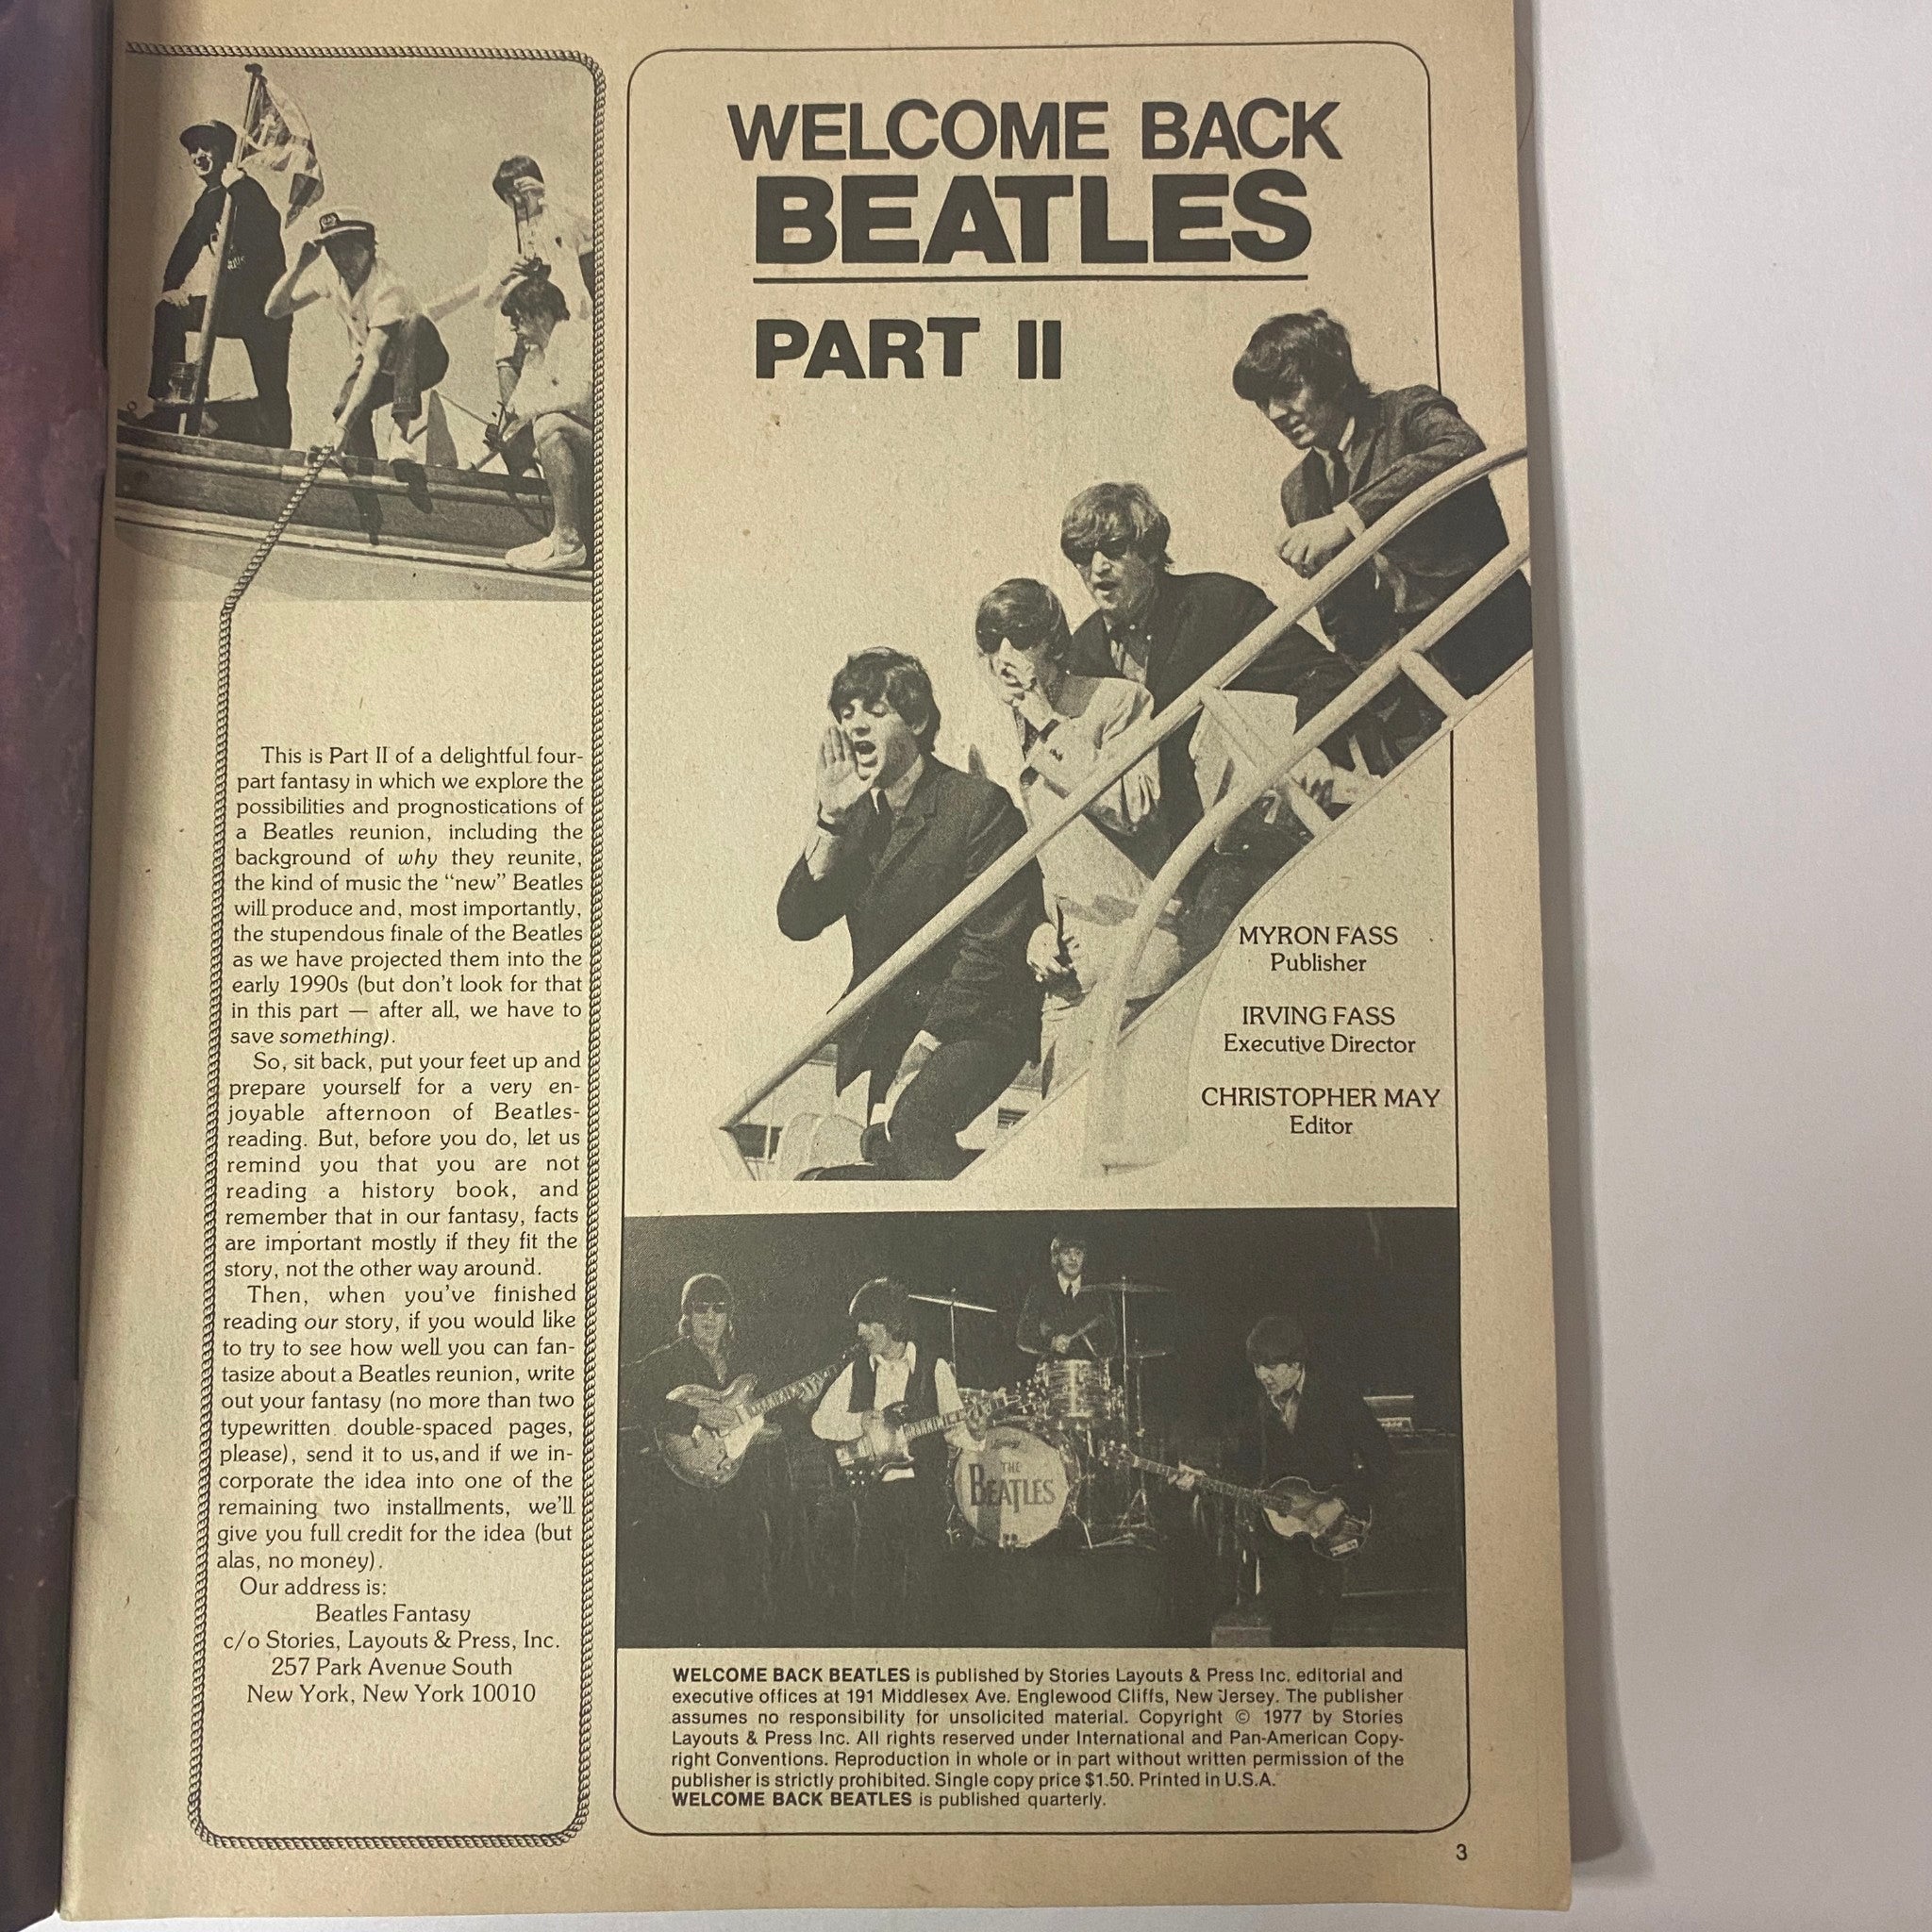 This is Part II of a delightful four-
part fantasy in which we explore the
possibilities and prognostications of
a Beatles reunion, including the
background of why they reunite,
the kind of music the “new” Beatles
will produce and, most importantly,
the stupendous finale of the Beatles
as we have projected them into the
early 1990s (but don't look for that
in this part — after all, we have to
save something).
So, sit back, put your feet up and
prepare yourself for a very en-
joyable afternoon of Beatles-
reading. But, before you do, let us
remind you that you are not
reading a history book, and
remember that in our fantasy, facts
are important mostly if they fit the
story, not the other way around.
Then, when you've finished
reading our story, if you would like
to try to see how well you can fan-
tasize about a Beatles reunion, write
out your fantasy (no more than two
typewritten double-spaced pages,
please), send it to us, and if we in-
corporate the idea into one of the
remaining two installments, we'll
give you full credit for the idea (but
alas, no money).
Our address is:
Beatles Fantasy
c/o Stories, Layouts & Press, Inc.
257 Park Avenue South
New York, New York 10010
WELCOME BACK
BEATLES
PART II
MYRON FASS
Publisher
IRVING FASS
Executive Director
CHRISTOPHER MAY
Editor
THE
BEATLES
WELCOME BACK BEATLES is published by Stories Layouts & Press Inc. editorial and
executive offices at 191 Middlesex Ave. Englewood Cliffs, New Jersey. The publisher
assumes no responsibility for unsolicited material. Copyright © 1977 by Stories
Layouts & Press Inc. All rights reserved under International and Pan-American Copy-
right Conventions. Reproduction in whole or in part without written permission of the
publisher is strictly prohibited. Single copy price $1.50. Printed in U.S.A.
WELCOME BACK BEATLES is published quarterly.
3